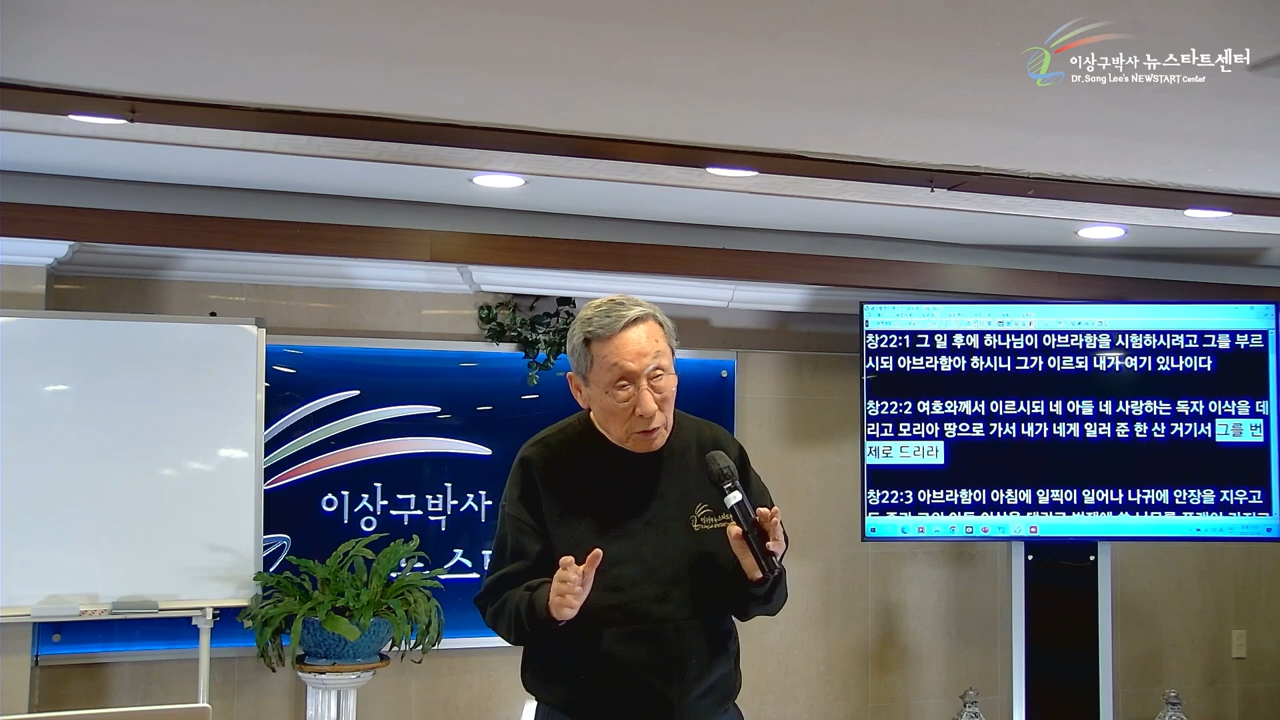 이상구박사 뉴스타트센터
Dr. Sang Lee's NEWSTART Center
이상구박사
창22:1 그 일 후에 하나님이 아브라함을 시험하시려고 그를 부르
시되 아브라함아 하시니 그가 이르되 내가 여기 있나이다
창22:2 여호와께서 이르시되 네 아들 네 사랑하는 독자 이삭을 데
리고 모리아 땅으로 가서 내가 네게 일러 준 한 산 거기서 그를 번
제로 드리라
창22:3 아브라함이 아침에 일찍이 일어나 나귀에 안장을 지우고